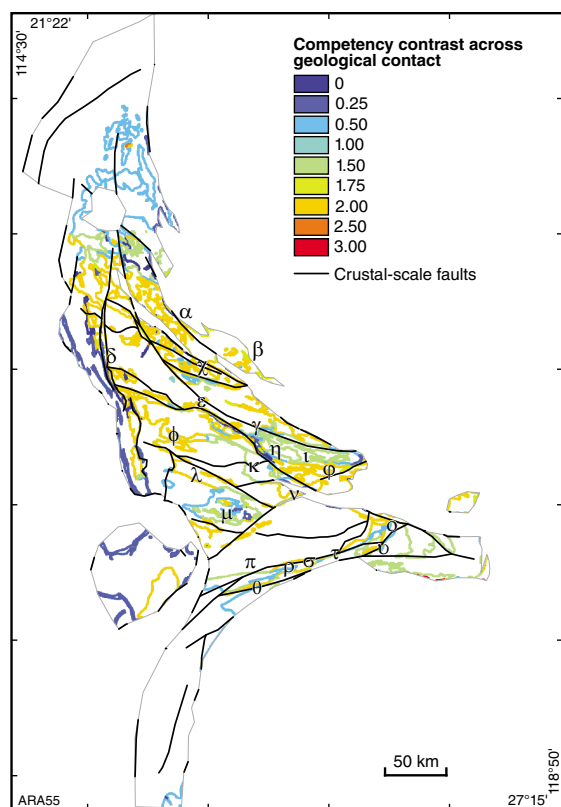 21°22'
114°30'
Competency contrast across
geological contact
0
0.25
0.50
1.00
1.50
1.75
2.00
2.50
3.00
Crustal-scale faults
α
β
χ
δ
ε
γ
ϕ
η
ι
κ
φ
λ
ν
μ
ο
π
σ
τ
υ
ρ
θ
50 km
ARA55
27°15'
118°50'